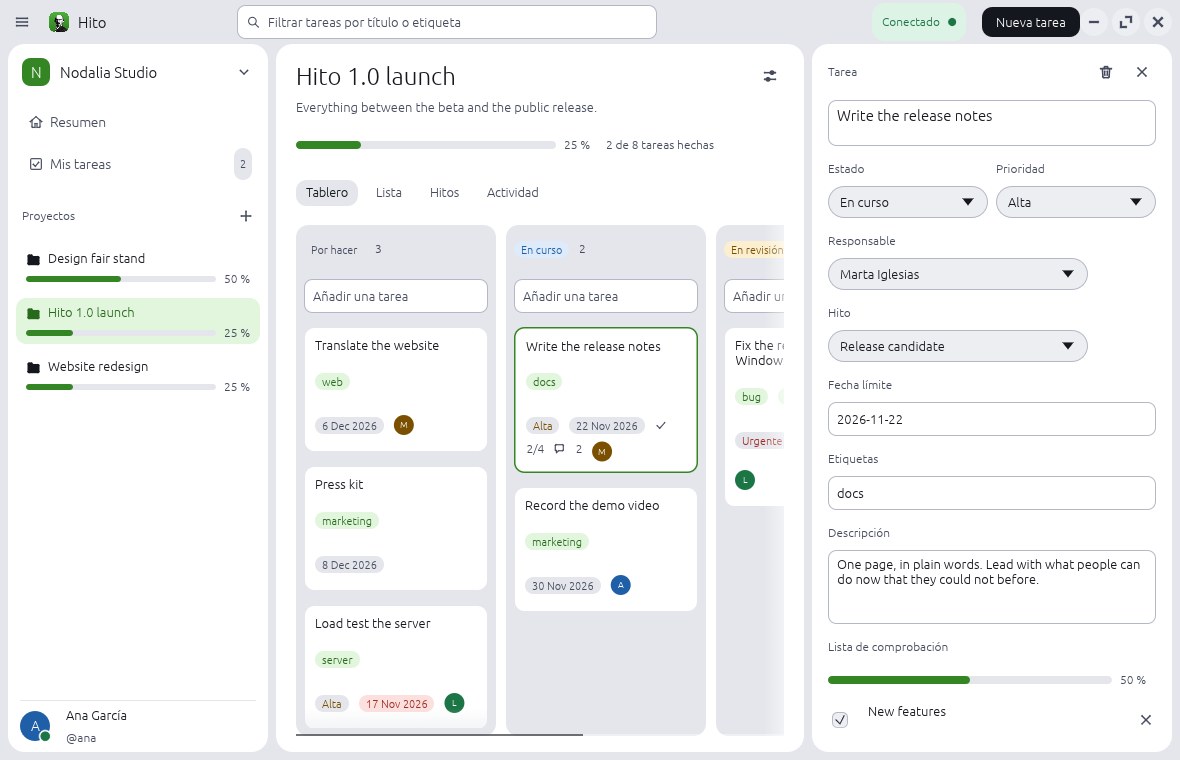 Hito
Filtrar tareas por título o etiqueta
Conectado
Nueva tarea
N
Nodalia Studio
Resumen
Mis tareas
2
Proyectos
Design fair stand
50 %
Hito 1.0 launch
25 %
Website redesign
25 %
A
Ana García
@ana
Hito 1.0 launch
Everything between the beta and the public release.
25 %
2 de 8 tareas hechas
Tablero
Lista
Hitos
Actividad
Por hacer
3
Añadir una tarea
Translate the website
web
6 Dec 2026
M
Press kit
marketing
8 Dec 2026
Load test the server
server
Alta
17 Nov 2026
L
En curso
2
Añadir una tarea
Write the release notes
docs
Alta
22 Nov 2026
2/4
2
M
Record the demo video
marketing
30 Nov 2026
A
En revisión
Añadir
Fix the
Window
bug
Urgente
L
Tarea
Write the release notes
Estado
Prioridad
En curso
Alta
Responsable
Marta Iglesias
Hito
Release candidate
Fecha límite
2026-11-22
Etiquetas
docs
Descripción
One page, in plain words. Lead with what people can
do now that they could not before.
Lista de comprobación
50 %
New features